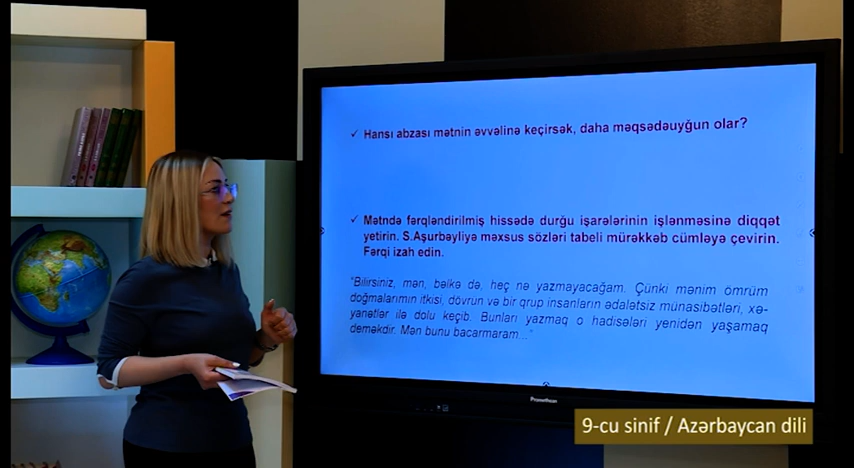 ✓ Hansı abzası mətnin əvvəlinə keçirsək, daha məqsədəuyğun olar?
✓ Mətndə fərqləndirilmiş hissədə durğu işarələrinin işlənməsinə diqqət
yetirin. S.Aşurbəyliyə məxsus sözləri tabeli mürəkkəb cümləyə çevirin.
Fərqi izah edin.
"Bilirsiniz, mən, bəlkə də, heç nə yazmayacağam. Çünki mənim ömrüm
doğmalarımın itkisi, dövrun və bir qrup insanların ədalətsiz münasibətləri, xə-
yanətlər ilə dolu keçib. Bunları yazmaq o hadisələri yenidən yaşamaq
deməkdir. Mən bunu bacarmaram..."
Promethean
9-cu sinif / Azərbaycan dili